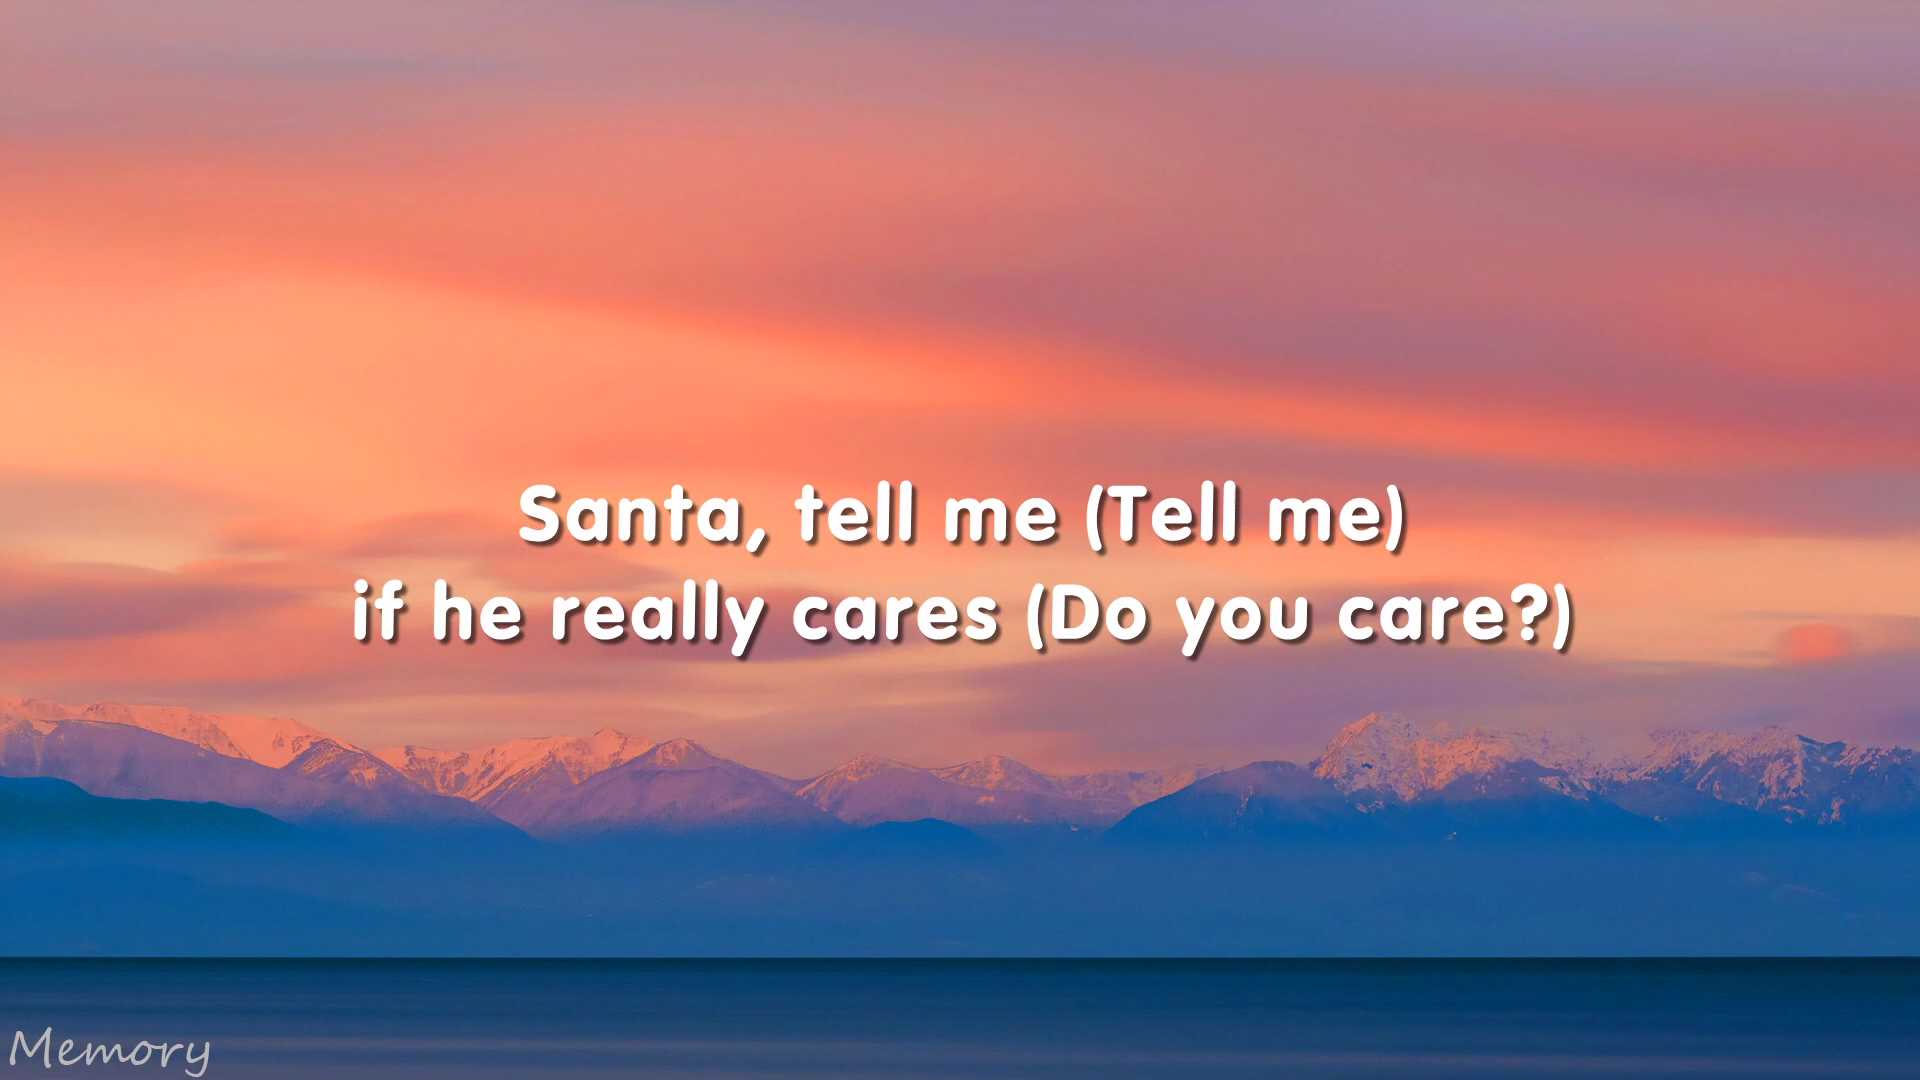 Santa, tell me (Tell me)
if he really cares (Do you care?)
Memory